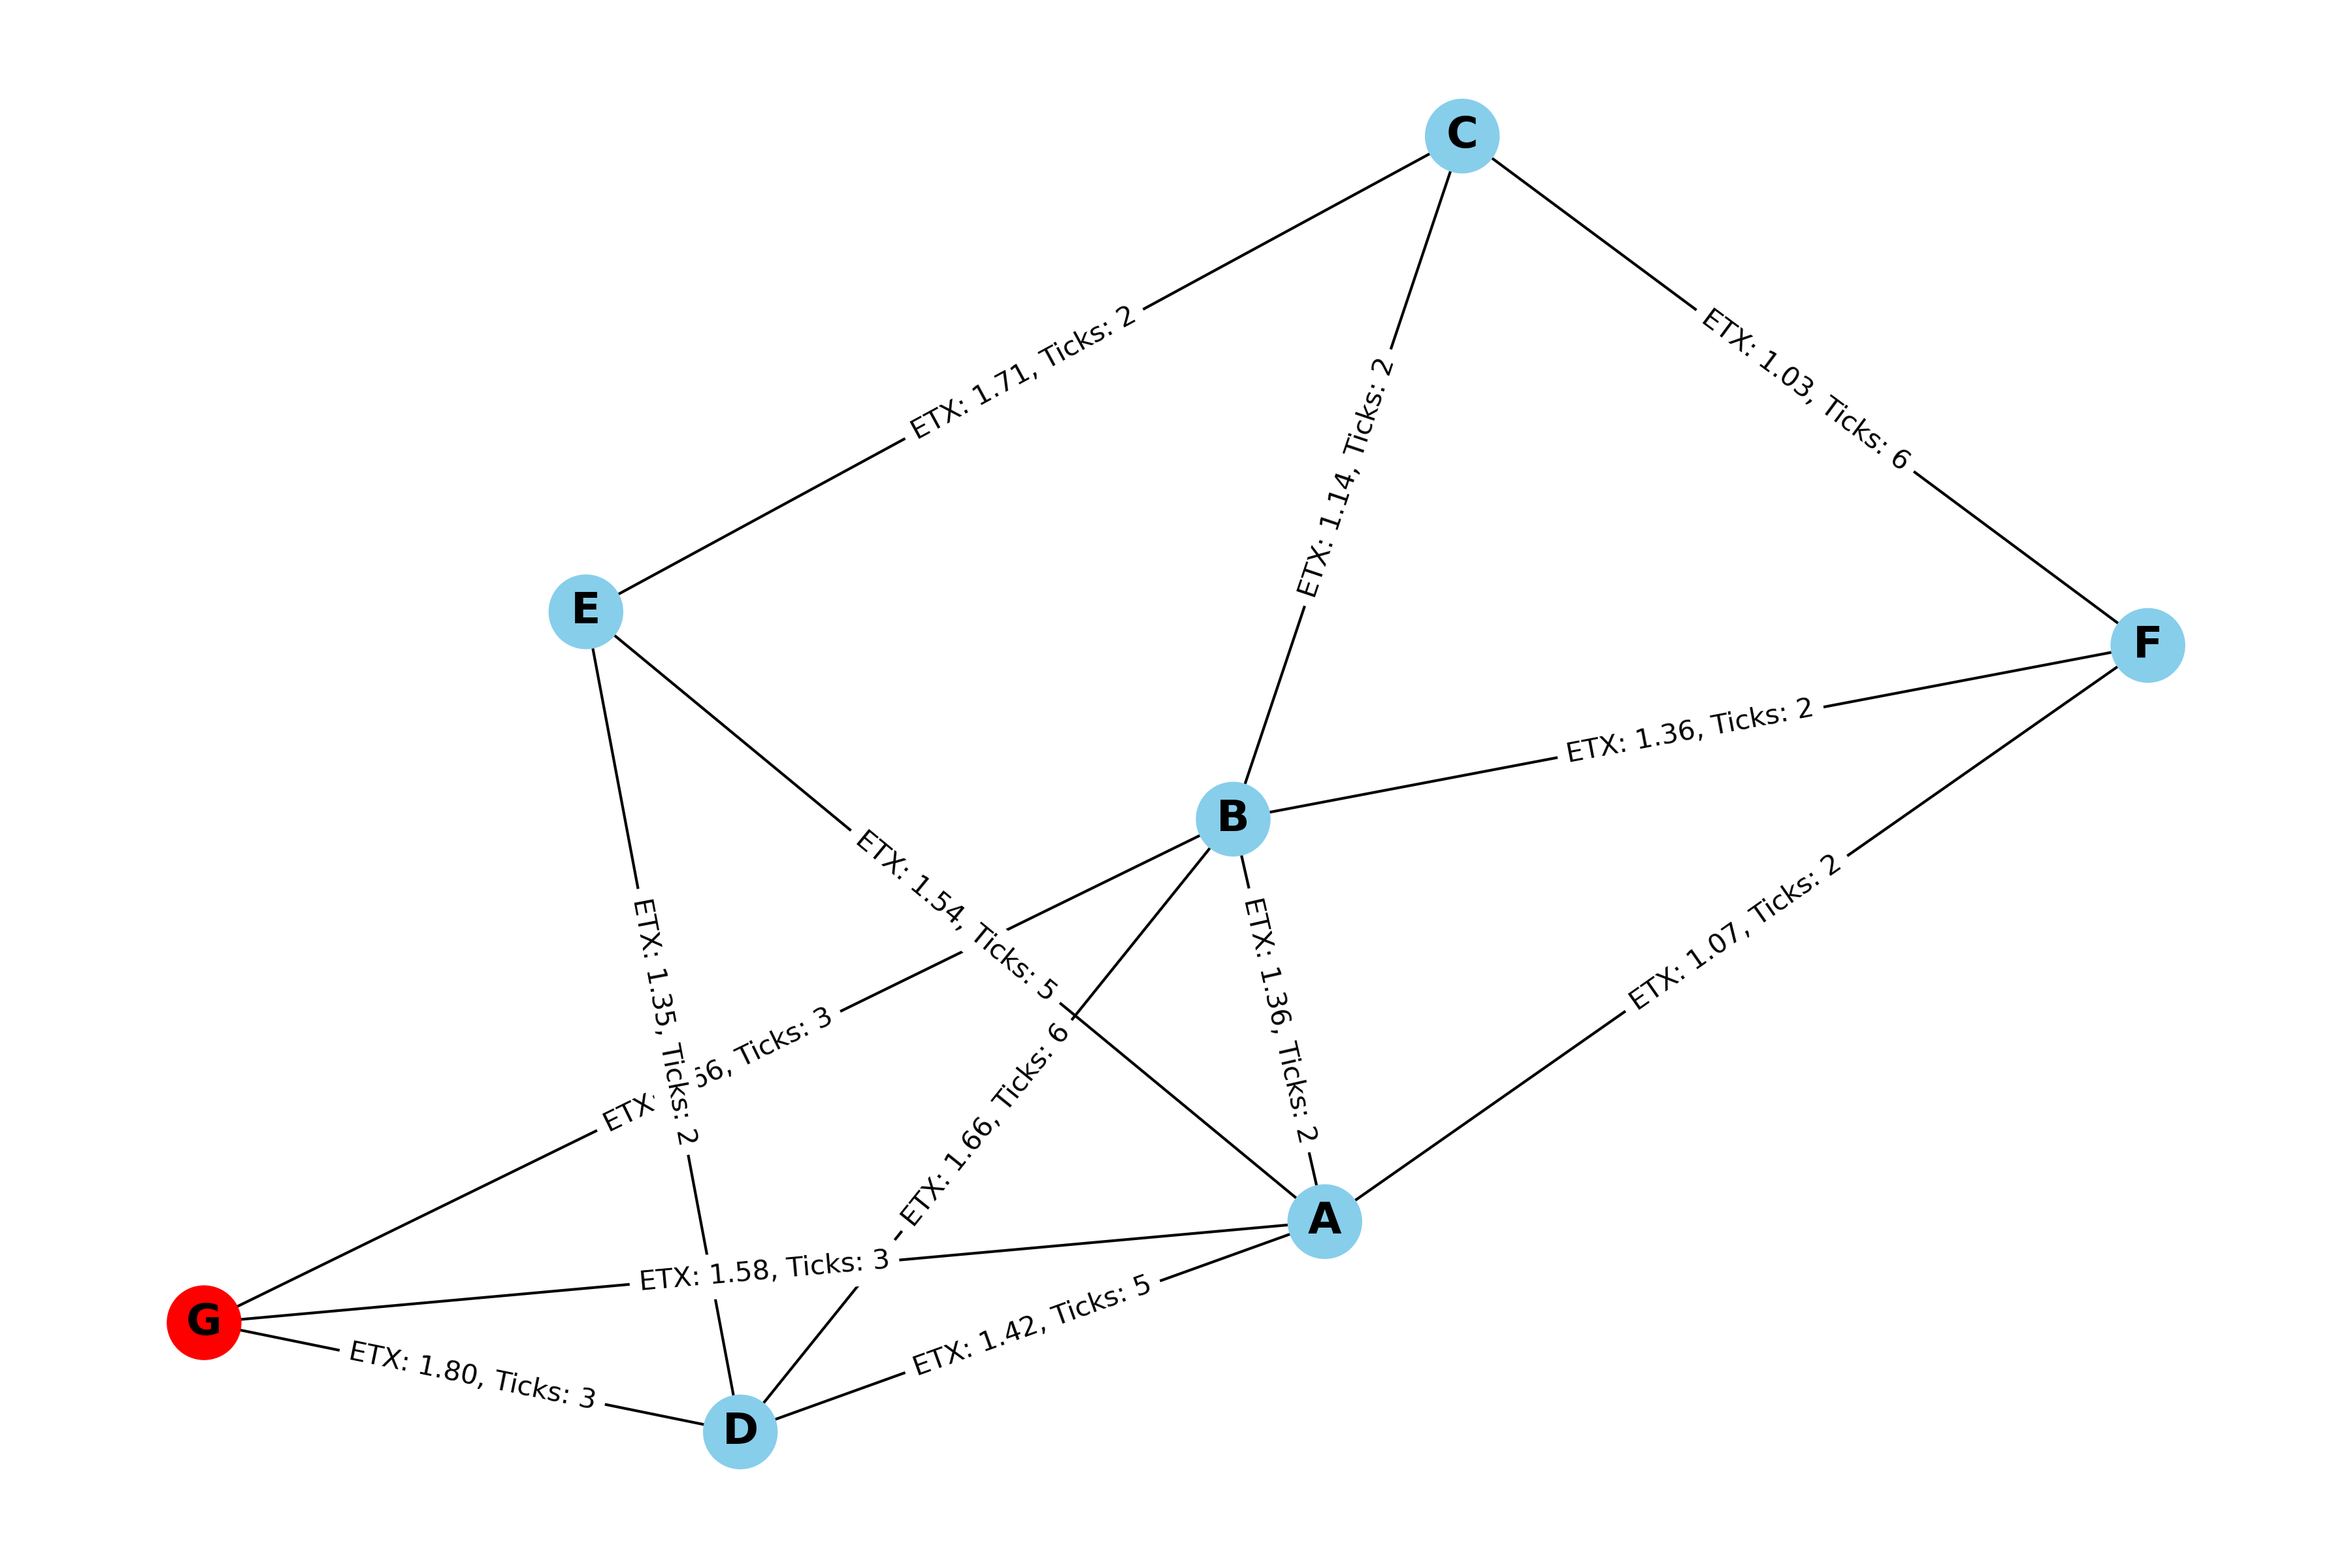 C
ETX: 1.71, Ticks: 2
ETX: 1.14, Ticks: 2
ETX: 1.03, Ticks: 6
E
F
ETX: 1.36, Ticks: 2
B
ETX: 1.54, Ticks: 5
ETX: 1.07, Ticks: 2
ETX: 1.35, Ticks: 2
ETX: 1.36, Ticks: 2
Ticks: 3
ETX: 1.66, Ticks: 6
A
ETX: 1.58, Ticks: 3
G
ETX: 1.42, Ticks: 5
ETX: 1.80, Ticks: 3
D